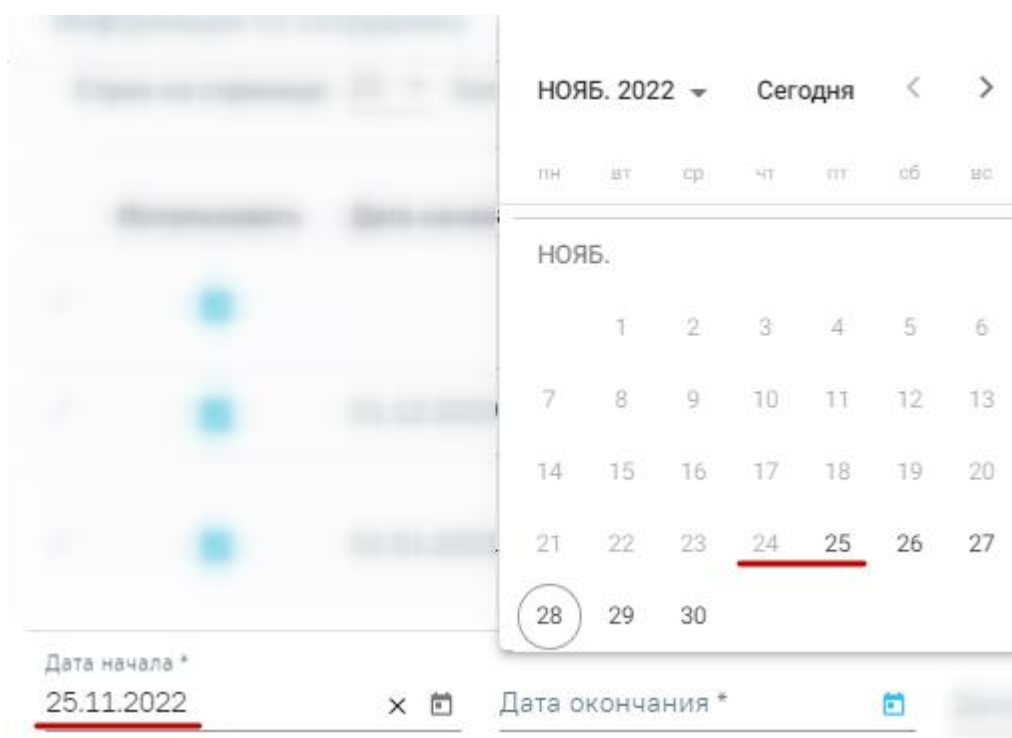 НОЯБ. 2022 Сегодня
пн вт ср чт пт сб вс
НОЯБ.
1 2 3 4 5 6
7 8 9 10 11 12 13
14 15 16 17 18 19 20
21 22 23 24 25 26 27
28 29 30
Дата начала *
25.11.2022
Дата окончания *